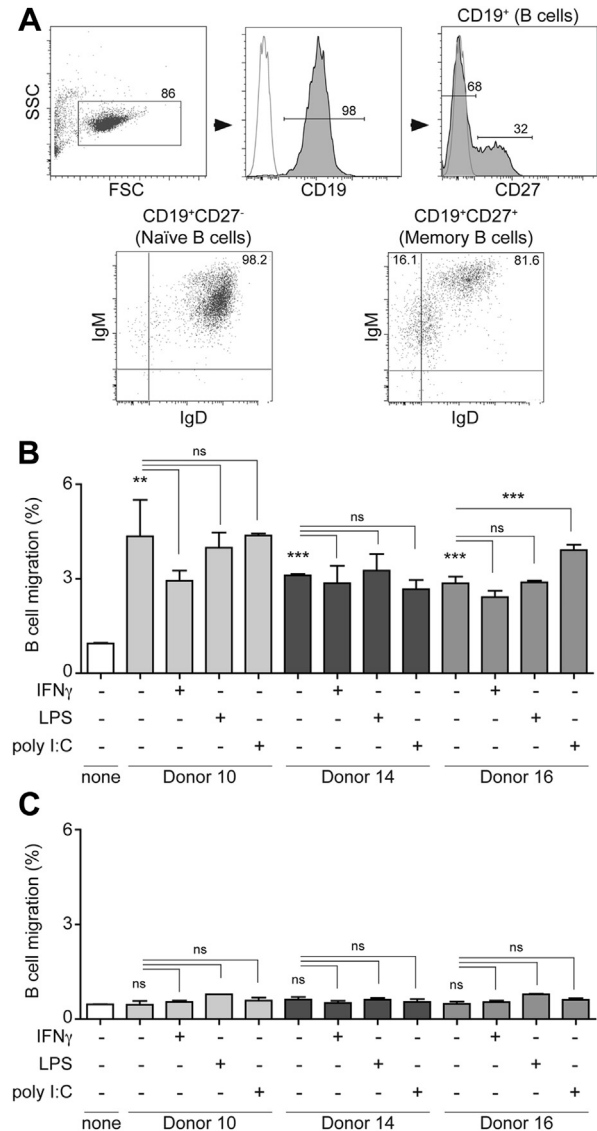 A
CD19⁺ (B cells)
SSC
86
FSC
98
CD19
68
32
CD27
CD19⁺CD27⁻
(Naïve B cells)
98.2
IgM
IgD
CD19⁺CD27⁺
(Memory B cells)
16.1 81.6
IgM
IgD
B
B cell migration (%)
6
3
0
ns
**
ns
***
***
ns
***
IFNγ - - + - - - + - - - + - -
LPS - - - + - - - + - - - + -
poly I:C - - - - + - - - + - - - +
none Donor 10 Donor 14 Donor 16
C
B cell migration (%)
6
3
0
ns
ns
ns
ns
ns
ns
IFNγ - - + - - - + - - - + - -
LPS - - - + - - - + - - - + -
poly I:C - - - - + - - - + - - - +
none Donor 10 Donor 14 Donor 16